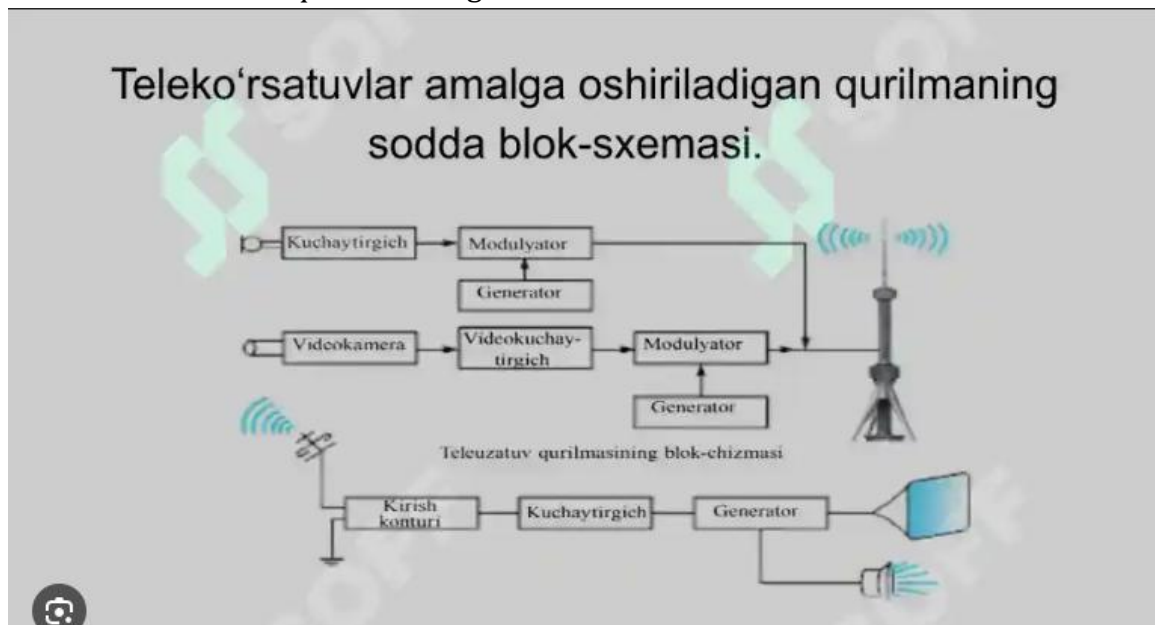 Teleko‘rsatuvlar amalga oshiriladigan qurilmaning
sodda blok-sxemasi.
Kuchaytirgich
Modulyator
Generator
Videokamera
Videokuchay-
tirgich
Modulyator
Generator
Teleuzatuv qurilmasining blok-chizmasi
Kirish
konturi
Kuchaytirgich
Generator